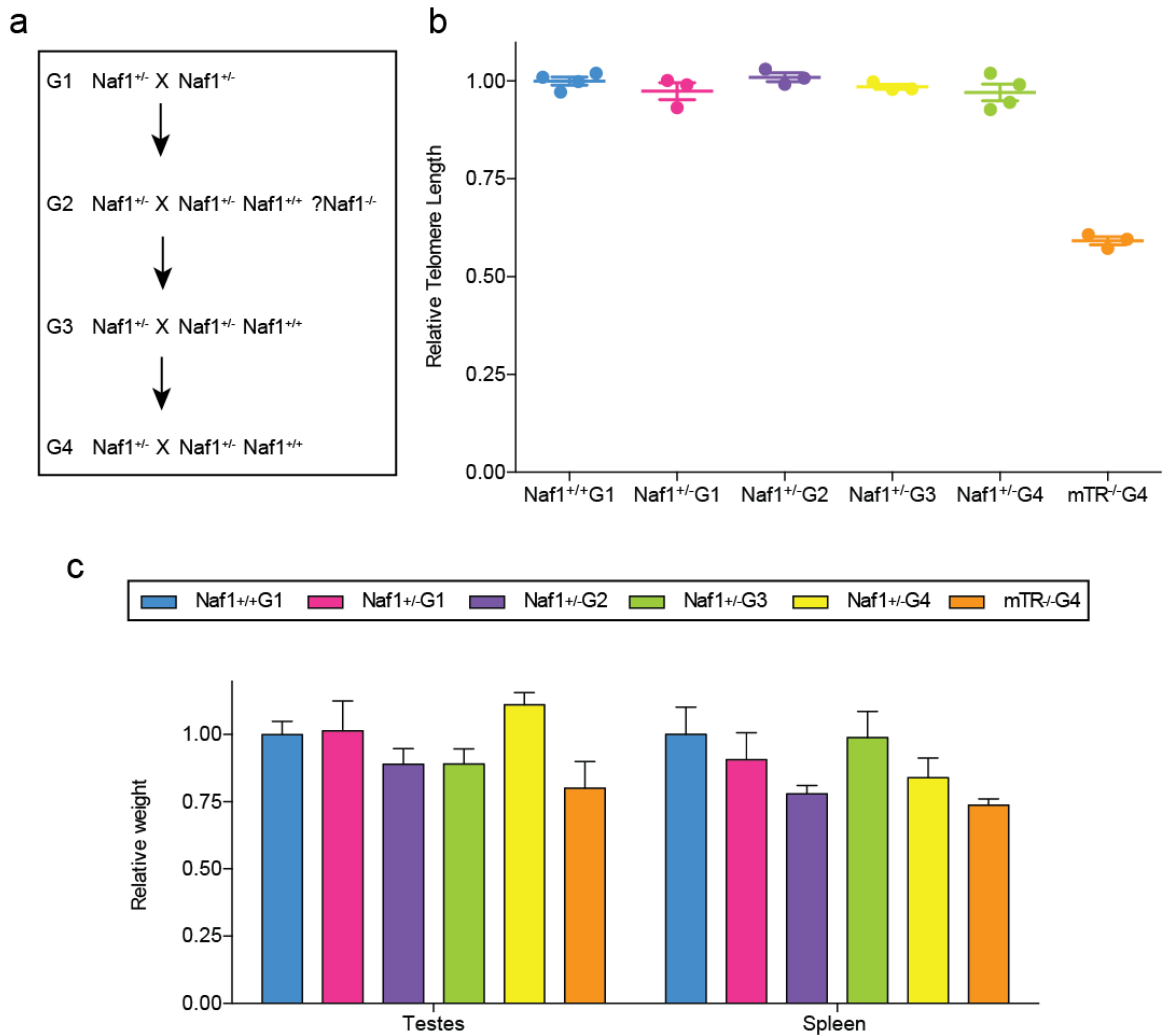 a
G1 Naf1+/- X Naf1+/-
G2 Naf1+/- X Naf1+/- Naf1+/+ ?Naf1-/-
G3 Naf1+/- X Naf1+/- Naf1+/+
G4 Naf1+/- X Naf1+/- Naf1+/+
b
Relative Telomere Length
1.00
0.75
0.50
0.25
0.00
Naf1+/+G1 Naf1+/-G1 Naf1+/-G2 Naf1+/-G3 Naf1+/-G4 mTR-/-G4
c
Naf1+/+G1 Naf1+/-G1 Naf1+/-G2 Naf1+/-G3 Naf1+/-G4 mTR-/-G4
Relative weight
1.00
0.75
0.50
0.25
0.00
Testes Spleen